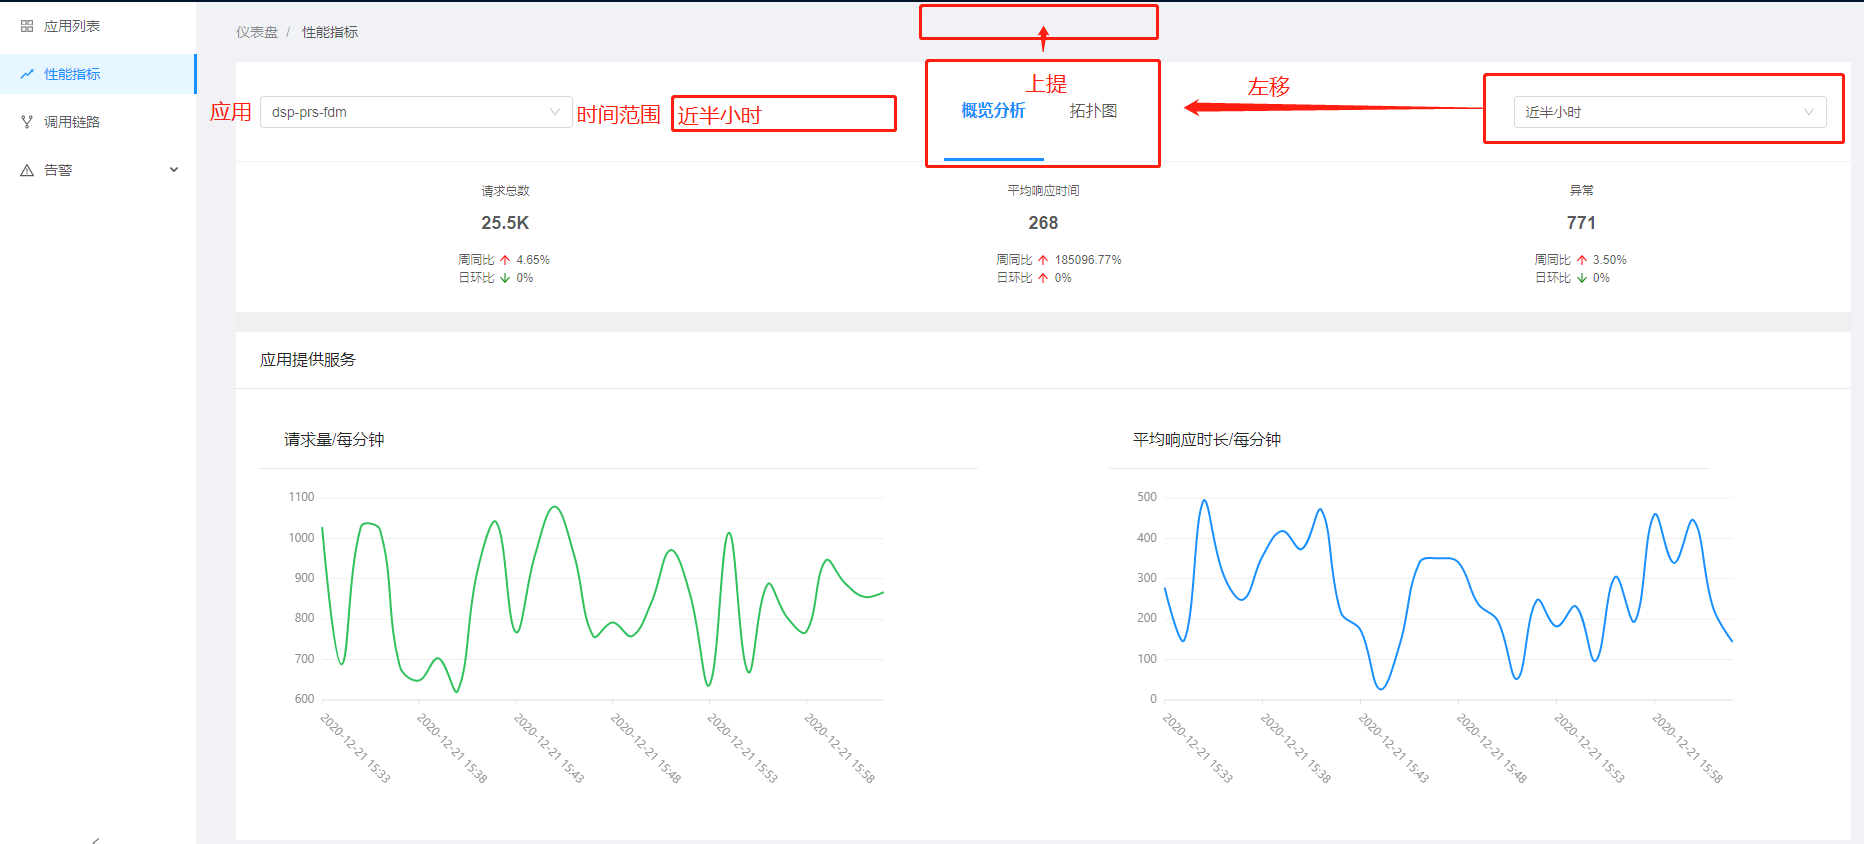 应用列表
性能指标
调用链路
告警
仪表盘 / 性能指标
应用
dsp-prs-fdm
时间范围
近半小时
上提
概览分析
拓扑图
左移
近半小时
请求总数
25.5K
周同比 4.65%
日环比 0%
平均响应时间
268
周同比 185096.77%
日环比 0%
异常
771
周同比 3.50%
日环比 0%
应用提供服务
请求量/每分钟
1100
1000
900
800
700
600
2020-12-21 15:33
2020-12-21 15:38
2020-12-21 15:43
2020-12-21 15:48
2020-12-21 15:53
2020-12-21 15:58
平均响应时长/每分钟
500
400
300
200
100
0
2020-12-21 15:33
2020-12-21 15:38
2020-12-21 15:43
2020-12-21 15:48
2020-12-21 15:53
2020-12-21 15:58